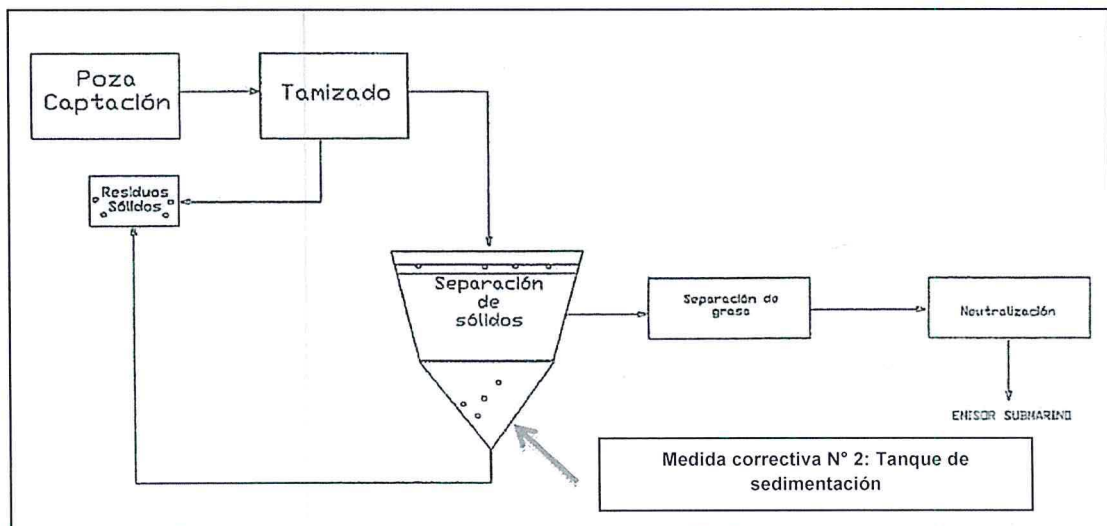 Poza
Captación
Tamizado
Residuos
Sólidos
Separación
de
sólidos
Separación de
grasa
Neutralización
EMISOR SUBMARINO
Medida correctiva N° 2: Tanque de
sedimentación